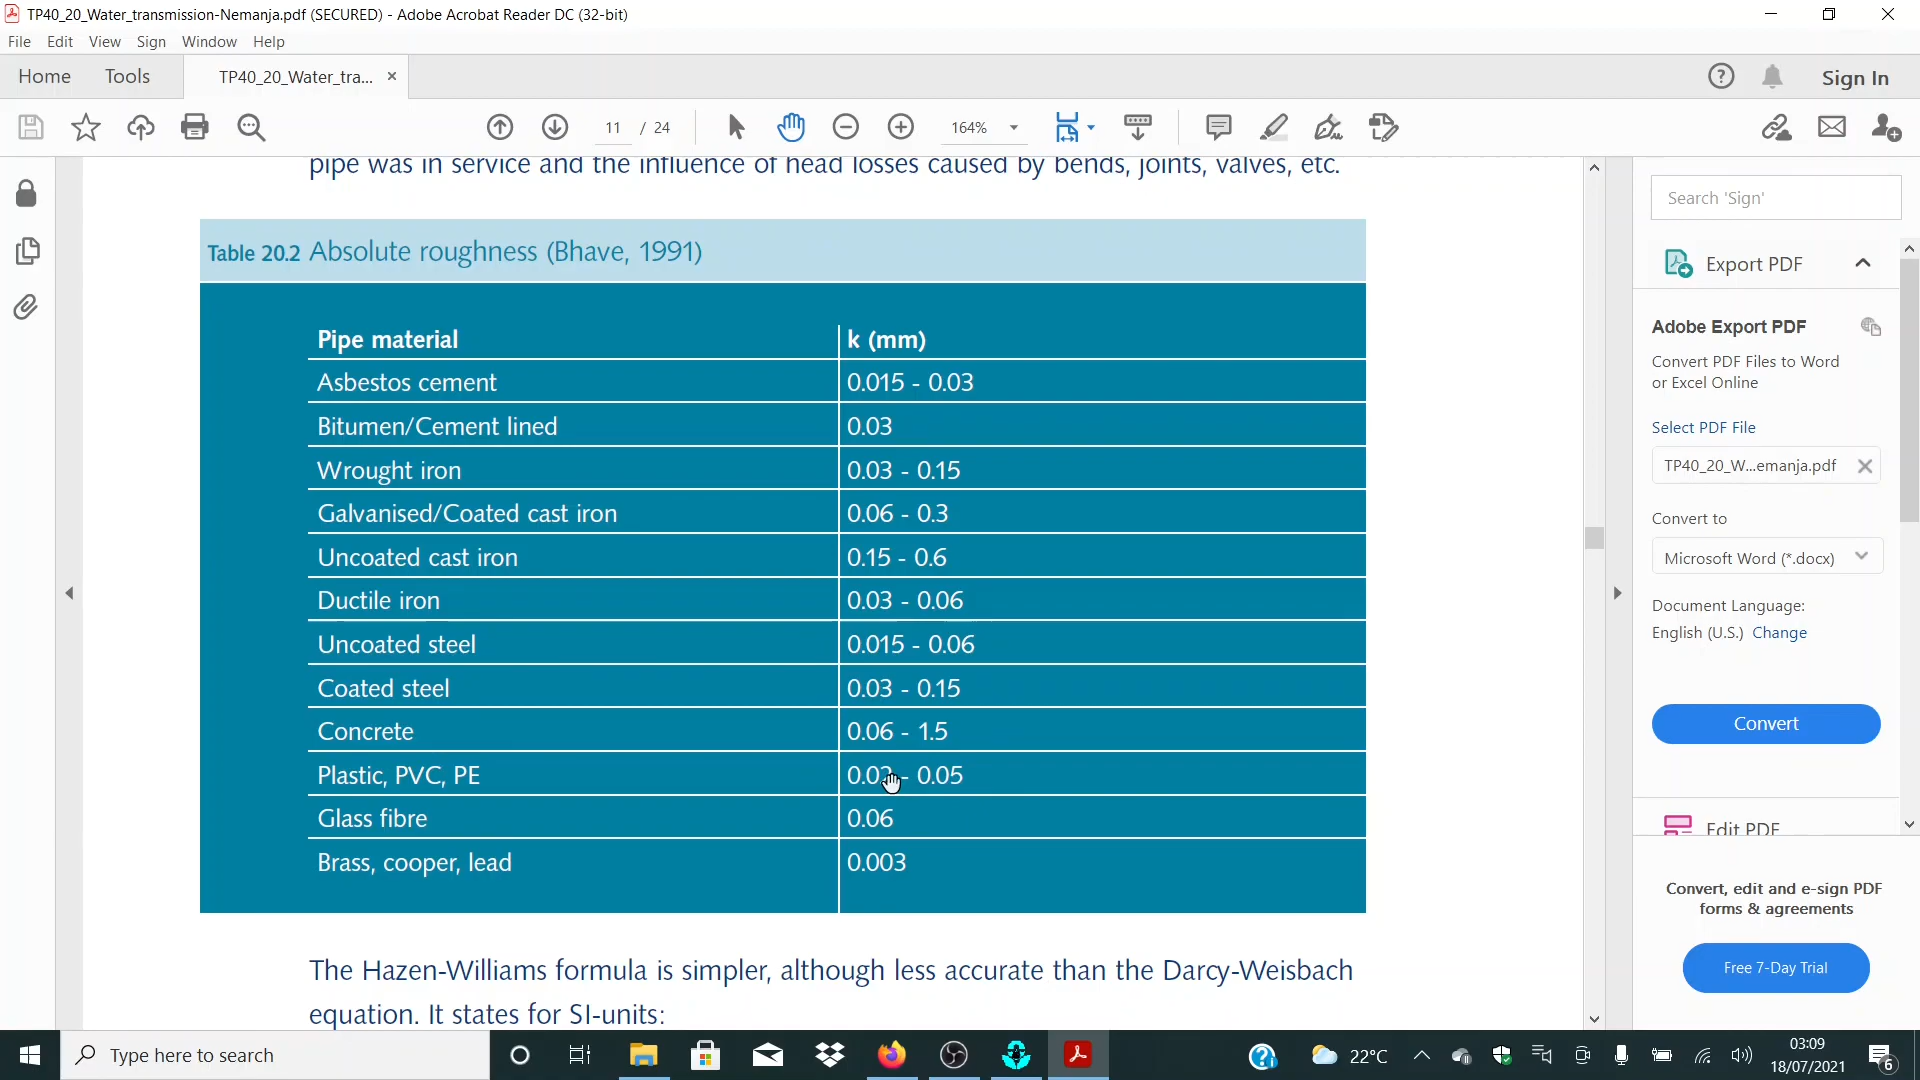 TP40_20_Water_transmission-Nemanja.pdf (SECURED) - Adobe Acrobat Reader DC (32-bit)
File Edit View Sign Window Help
Home Tools TP40_20_Water_tra... × Sign In
11 / 24 164%
pipe was in service and the influence of head losses caused by bends, joints, valves, etc.
Table 20.2 Absolute roughness (Bhave, 1991)
Pipe material k (mm)
Asbestos cement 0.015 - 0.03
Bitumen/Cement lined 0.03
Wrought iron 0.03 - 0.15
Galvanised/Coated cast iron 0.06 - 0.3
Uncoated cast iron 0.15 - 0.6
Ductile iron 0.03 - 0.06
Uncoated steel 0.015 - 0.06
Coated steel 0.03 - 0.15
Concrete 0.06 - 1.5
Plastic, PVC, PE - 0.05
Glass fibre 0.06
Brass, cooper, lead 0.003
The Hazen-Williams formula is simpler, although less accurate than the Darcy-Weisbach
equation. It states for SI-units:
Search 'Sign'
Export PDF
Adobe Export PDF
Convert PDF Files to Word
or Excel Online
Select PDF File
TP40_20_W...emanja.pdf
Convert to
Microsoft Word (*.docx)
Document Language:
English (U.S.) Change
Convert
Edit PDF
Convert, edit and e-sign PDF
forms & agreements
Free 7-Day Trial
Type here to search
22°C
03:09
18/07/2021
6